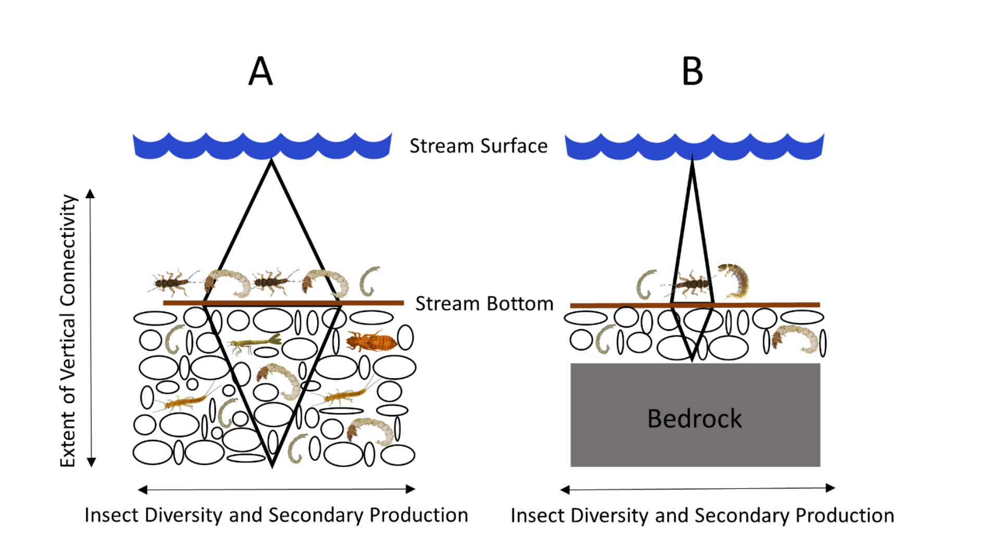 A
B
Stream Surface
Extent of Vertical Connectivity
Stream Bottom
Bedrock
Insect Diversity and Secondary Production
Insect Diversity and Secondary Production